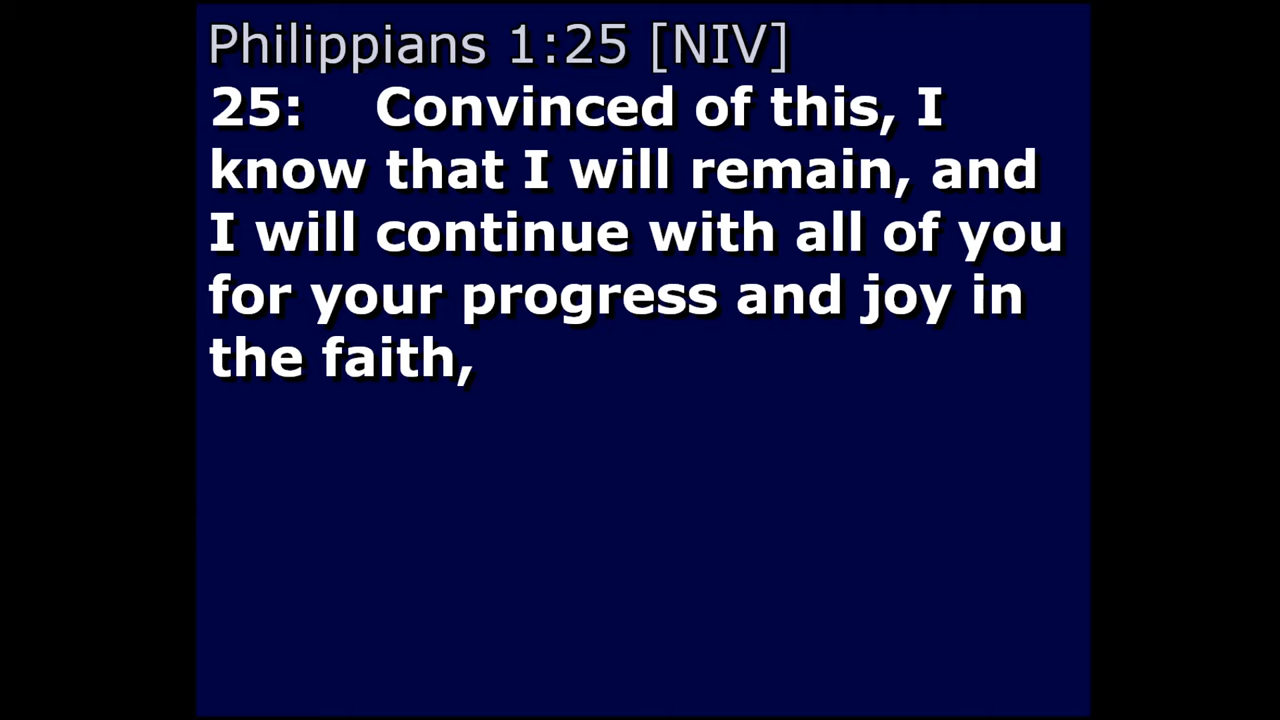 Philippians 1:25 [NIV]
25: Convinced of this, I
know that I will remain, and
I will continue with all of you
for your progress and joy in
the faith,